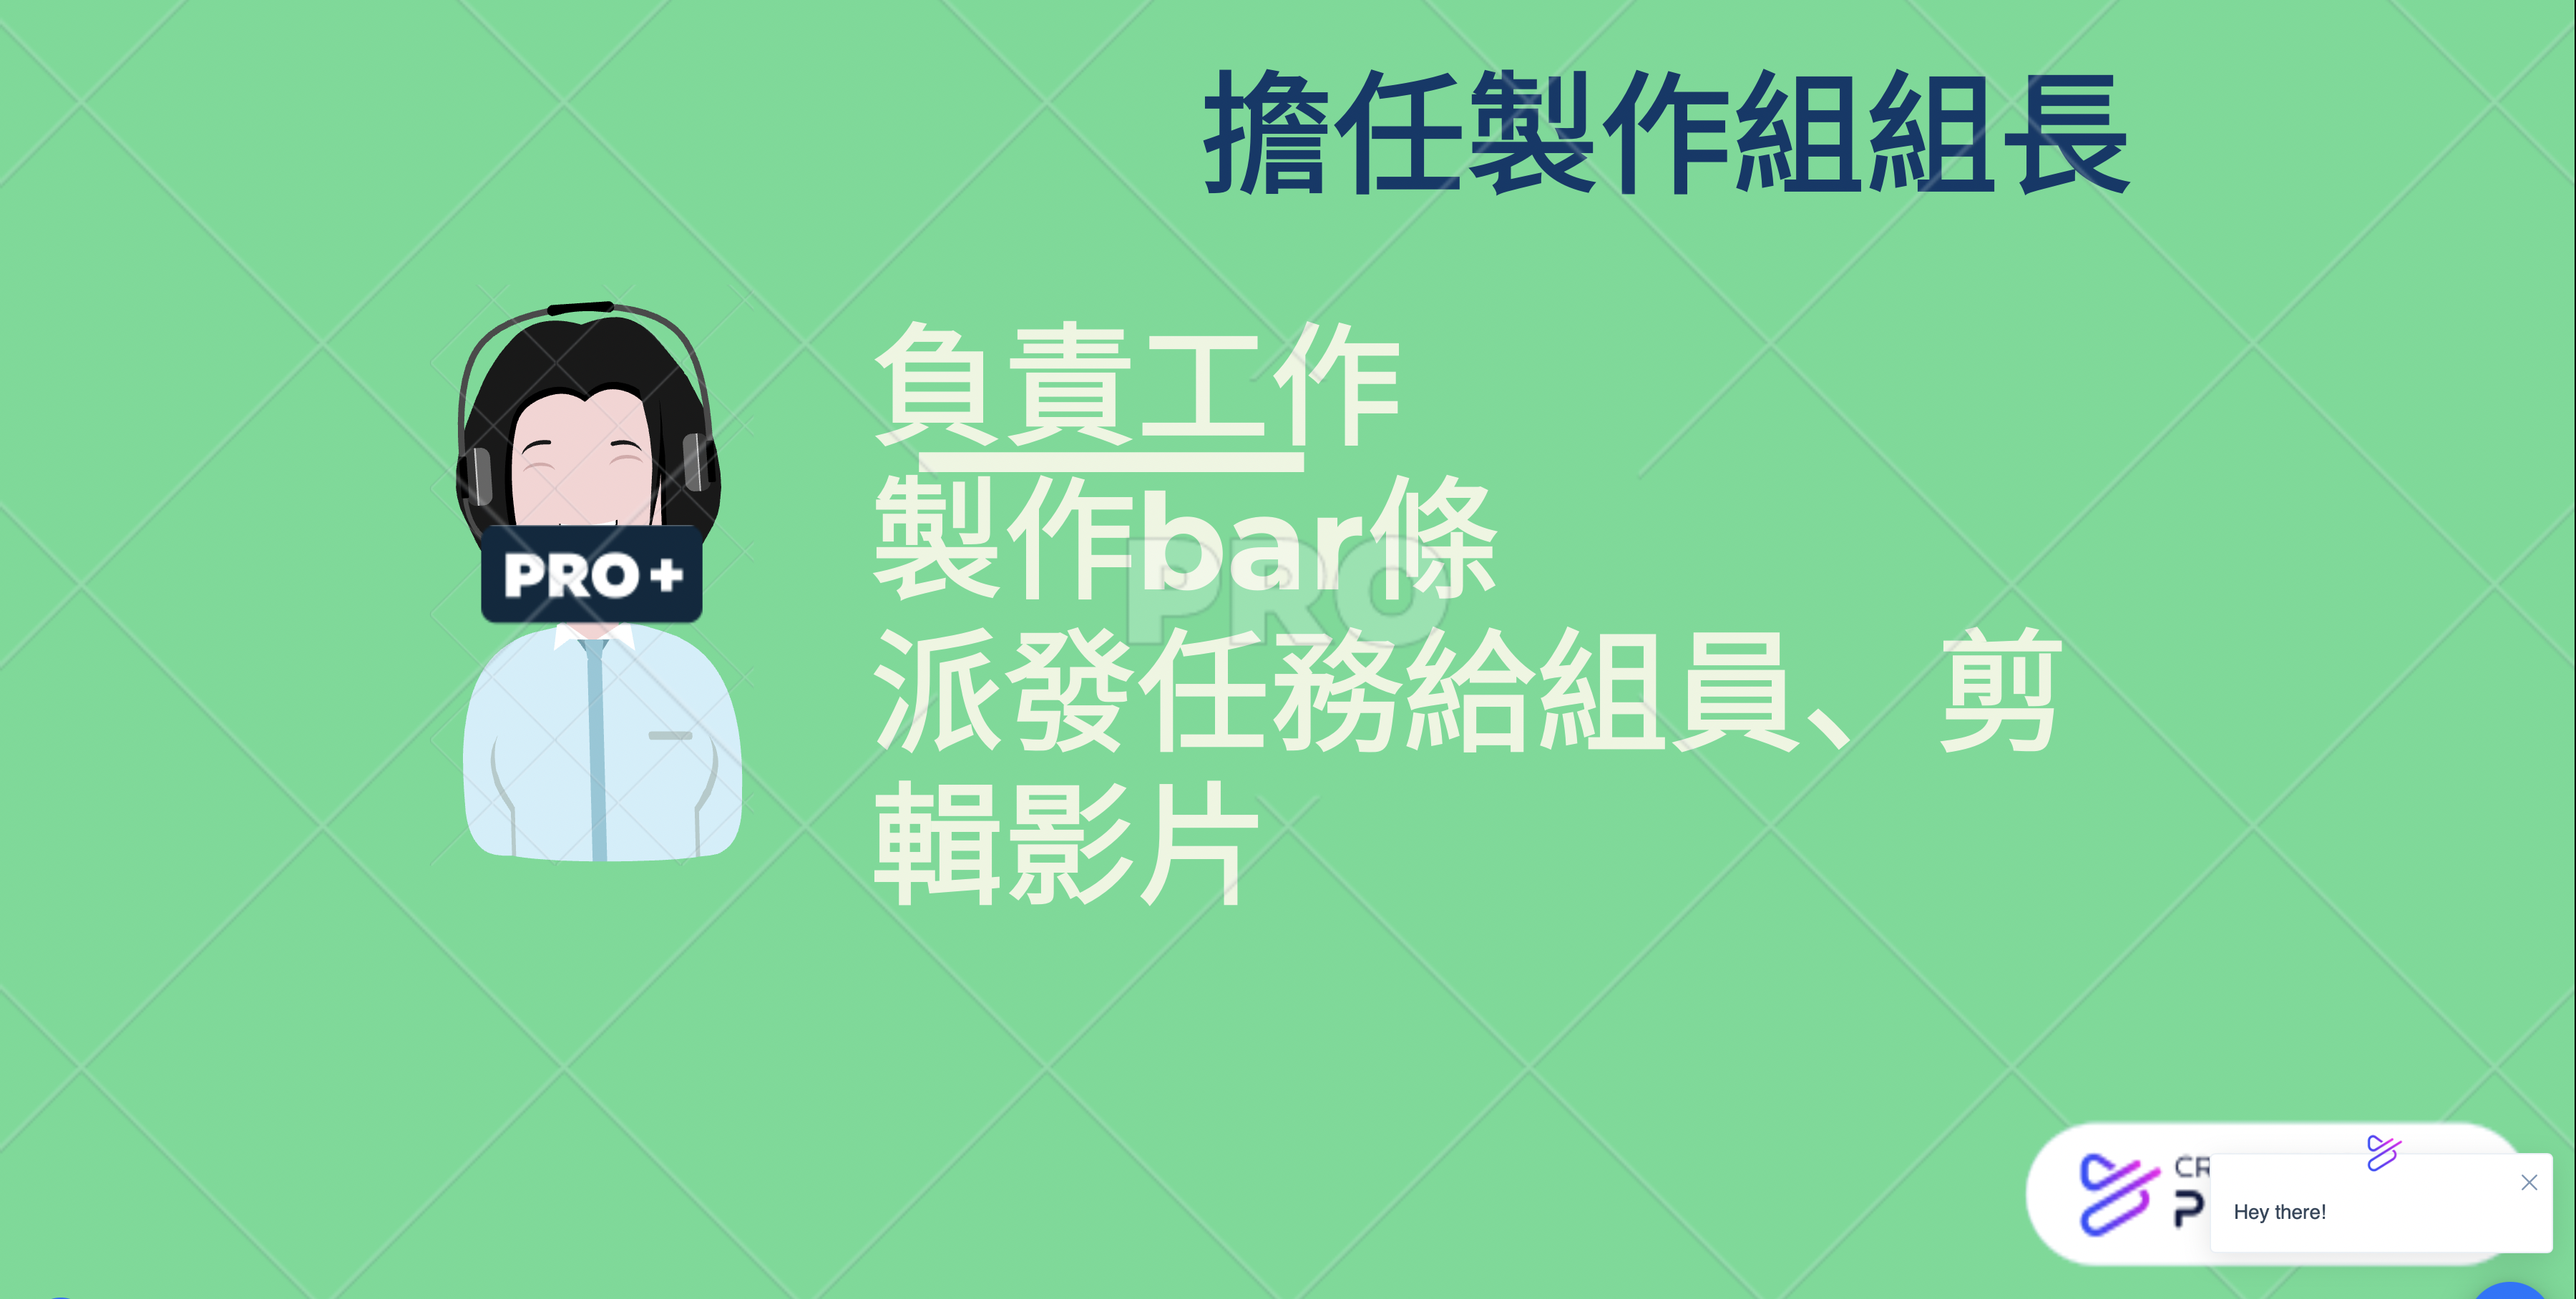 擔任製作組組長
負責工作
製作bar條
派發任務給組員、剪
輯影片
PRO+
PRO
Hey there!